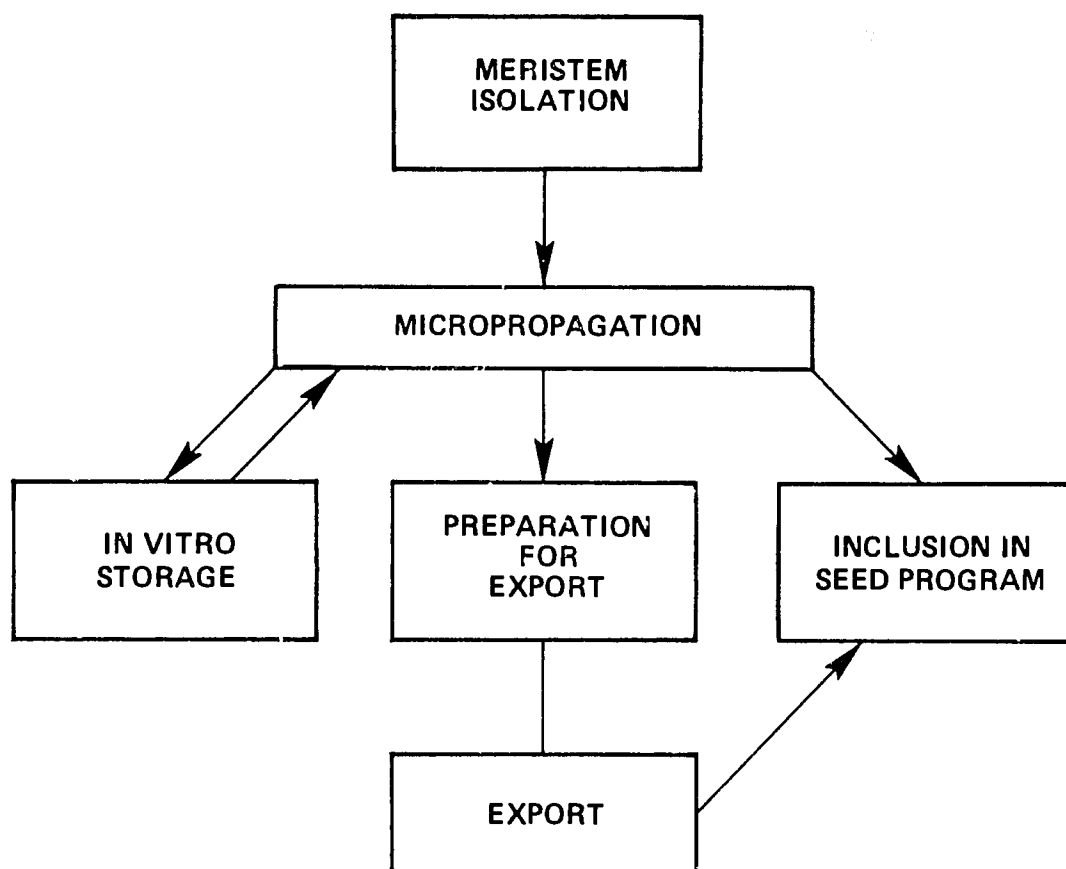 MERISTEM
ISOLATION
MICROPROPAGATION
IN VITRO
STORAGE
PREPARATION
FOR
EXPORT
INCLUSION IN
SEED PROGRAM
EXPORT